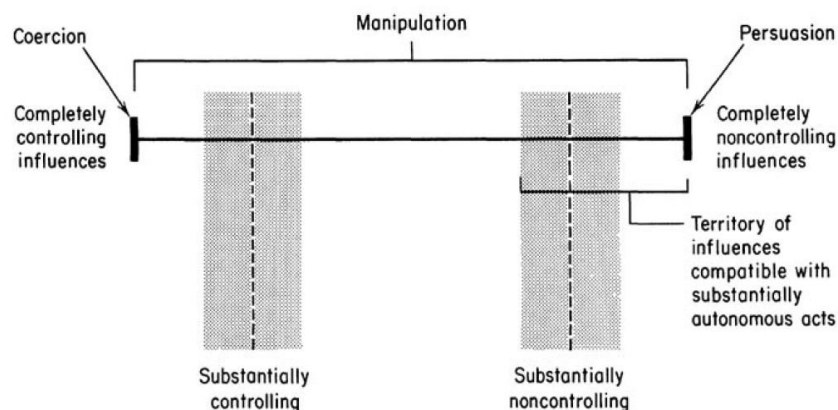 Manipulation
Coercion
Persuasion
Completely
controlling
influences
Completely
noncontrolling
influences
Territory of
influences
compatible with
substantially
autonomous acts
Substantially
controlling
Substantially
noncontrolling